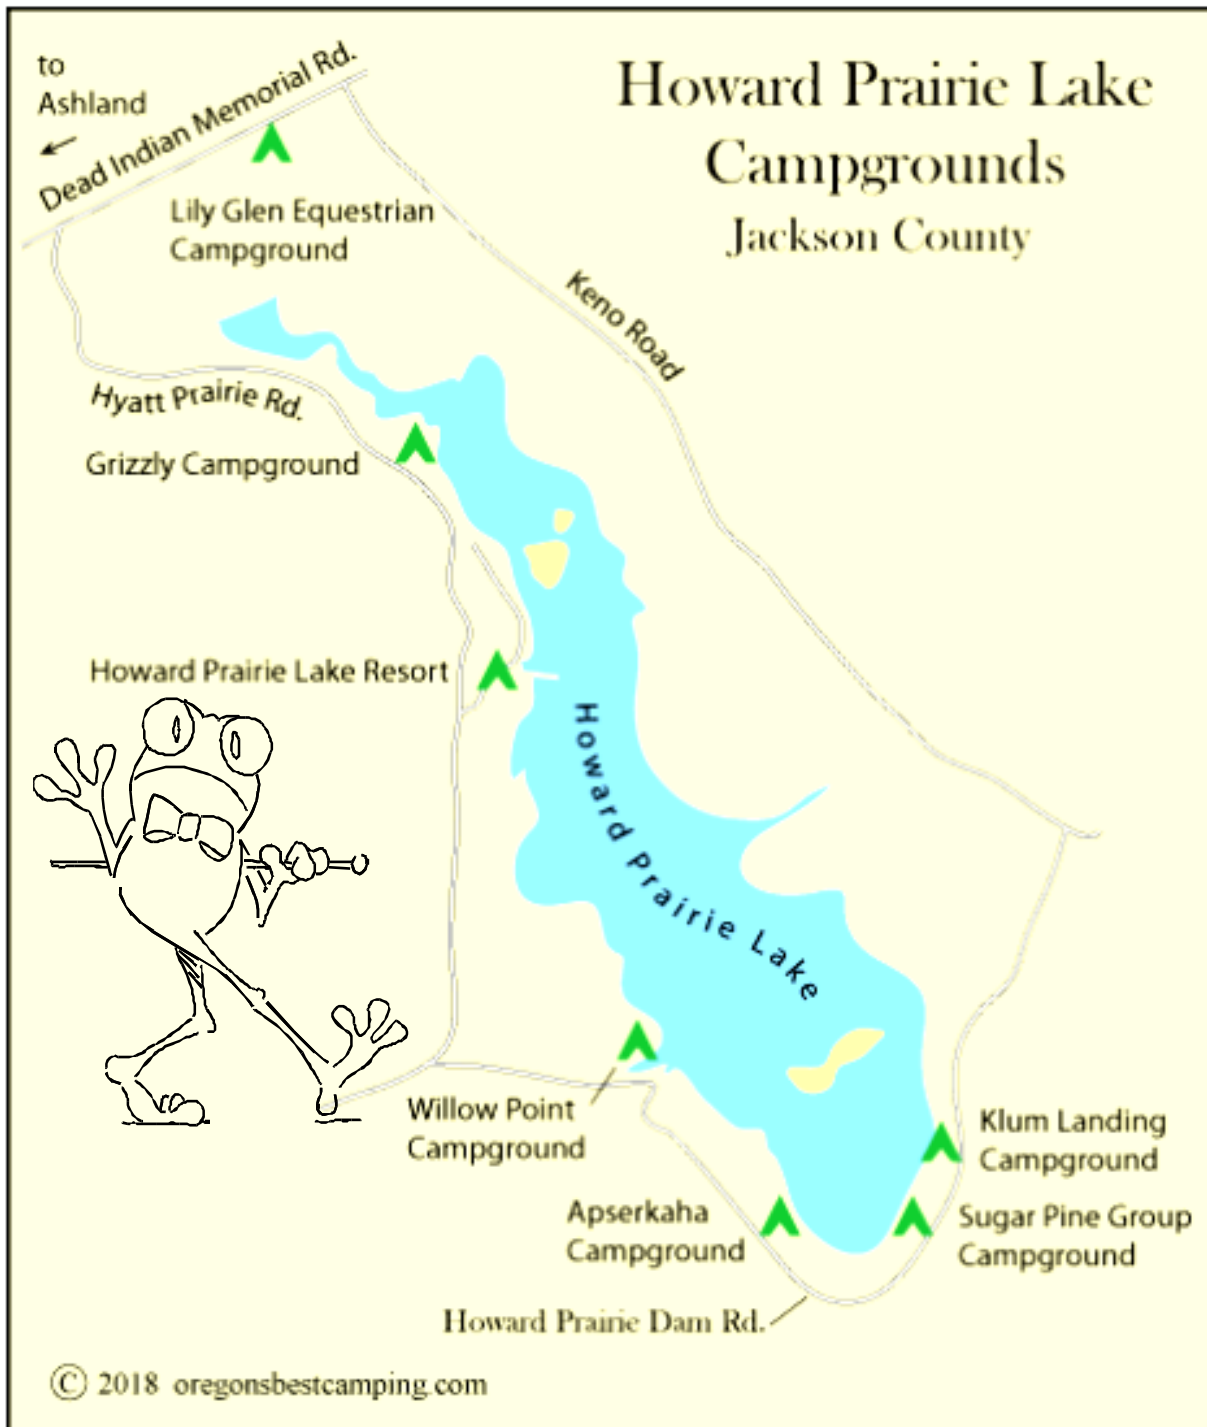 to
Ashland
Dead Indian Memorial Rd.
Howard Prairie Lake
Campgrounds
Jackson County
Lily Glen Equestrian
Campground
Keno Road
Hyatt Prairie Rd.
Grizzly Campground
Howard Prairie Lake Resort
Howard Prairie Lake
Willow Point
Campground
Klum Landing
Campground
Apserkaha
Campground
Sugar Pine Group
Campground
Howard Prairie Dam Rd.
© 2018 oregonsbestcamping.com